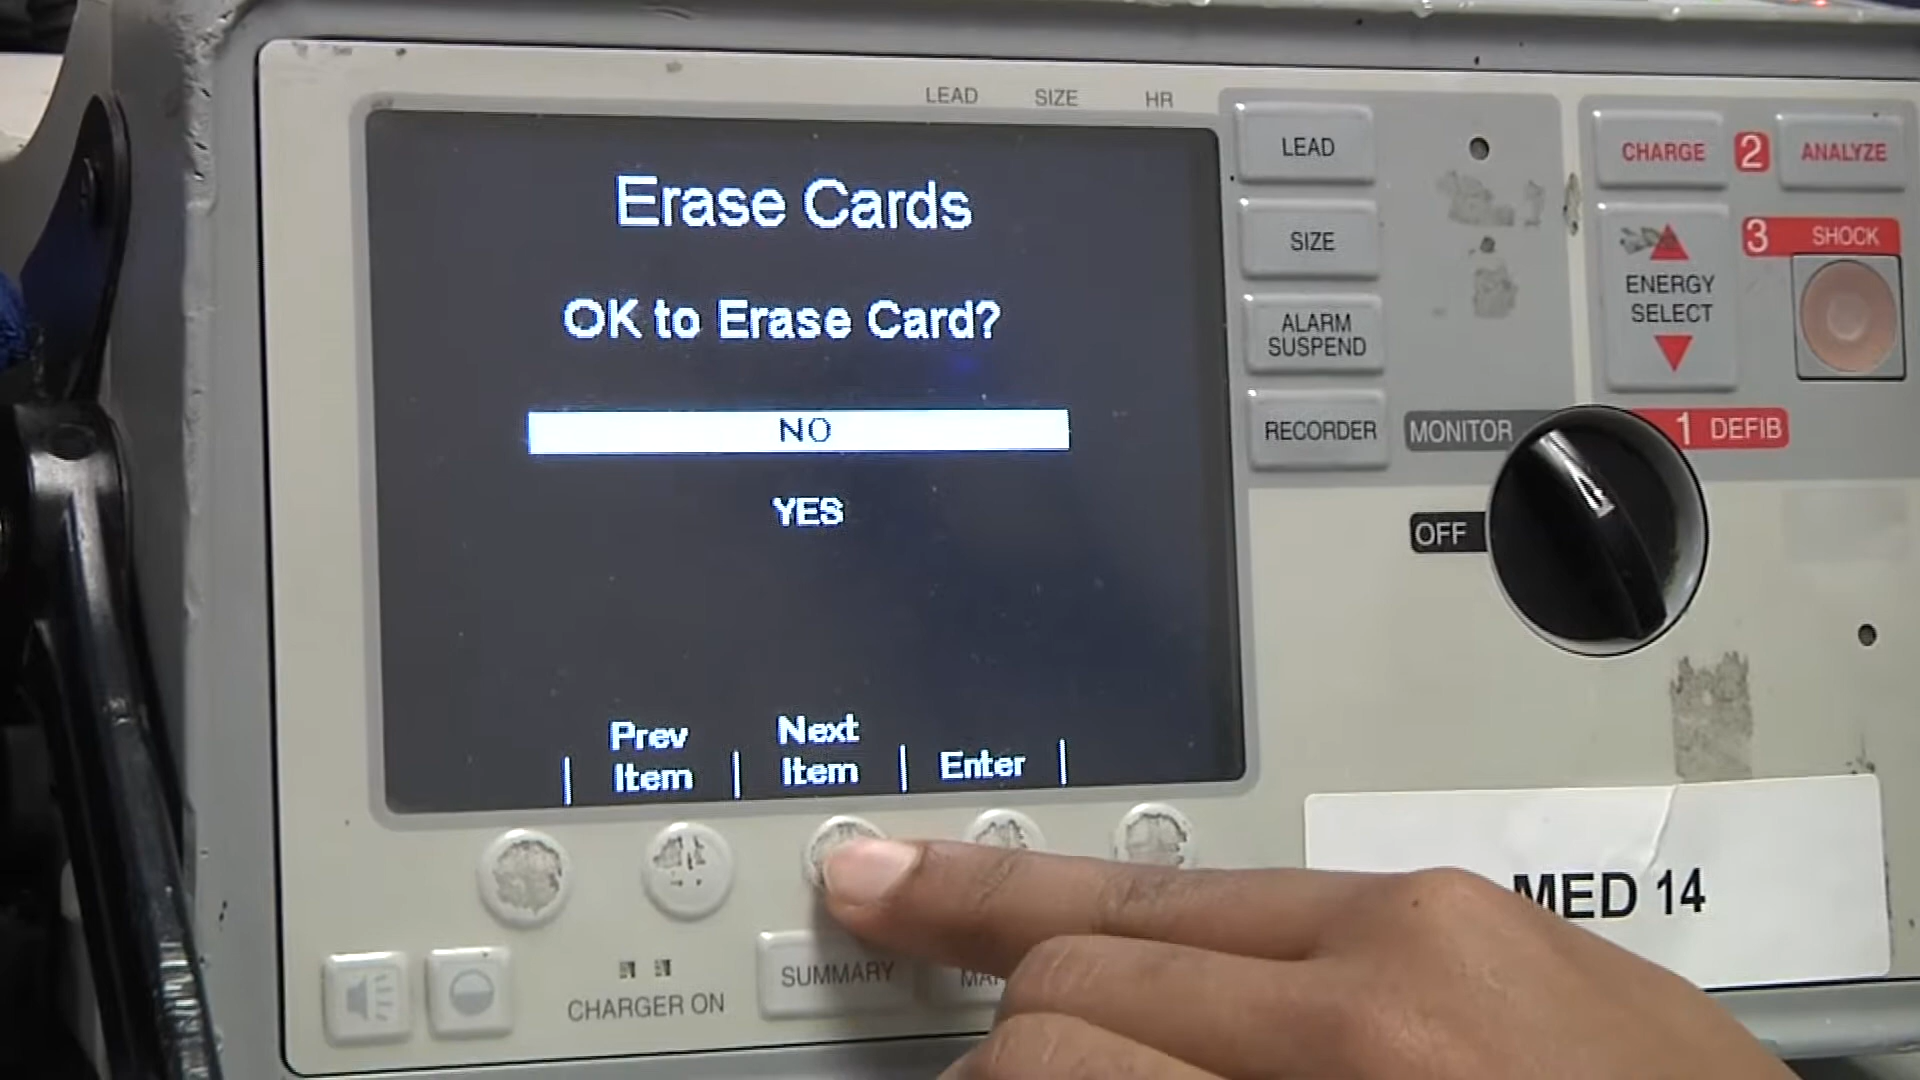 LEAD SIZE HR
Erase Cards
OK to Erase Card?
NO
YES
Prev Item
Next Item
Enter
LEAD
SIZE
ALARM
SUSPEND
RECORDER
CHARGE
2
ANALYZE
ENERGY
SELECT
3 SHOCK
MONITOR
1 DEFIB
OFF
MED 14
CHARGER ON
SUMMARY